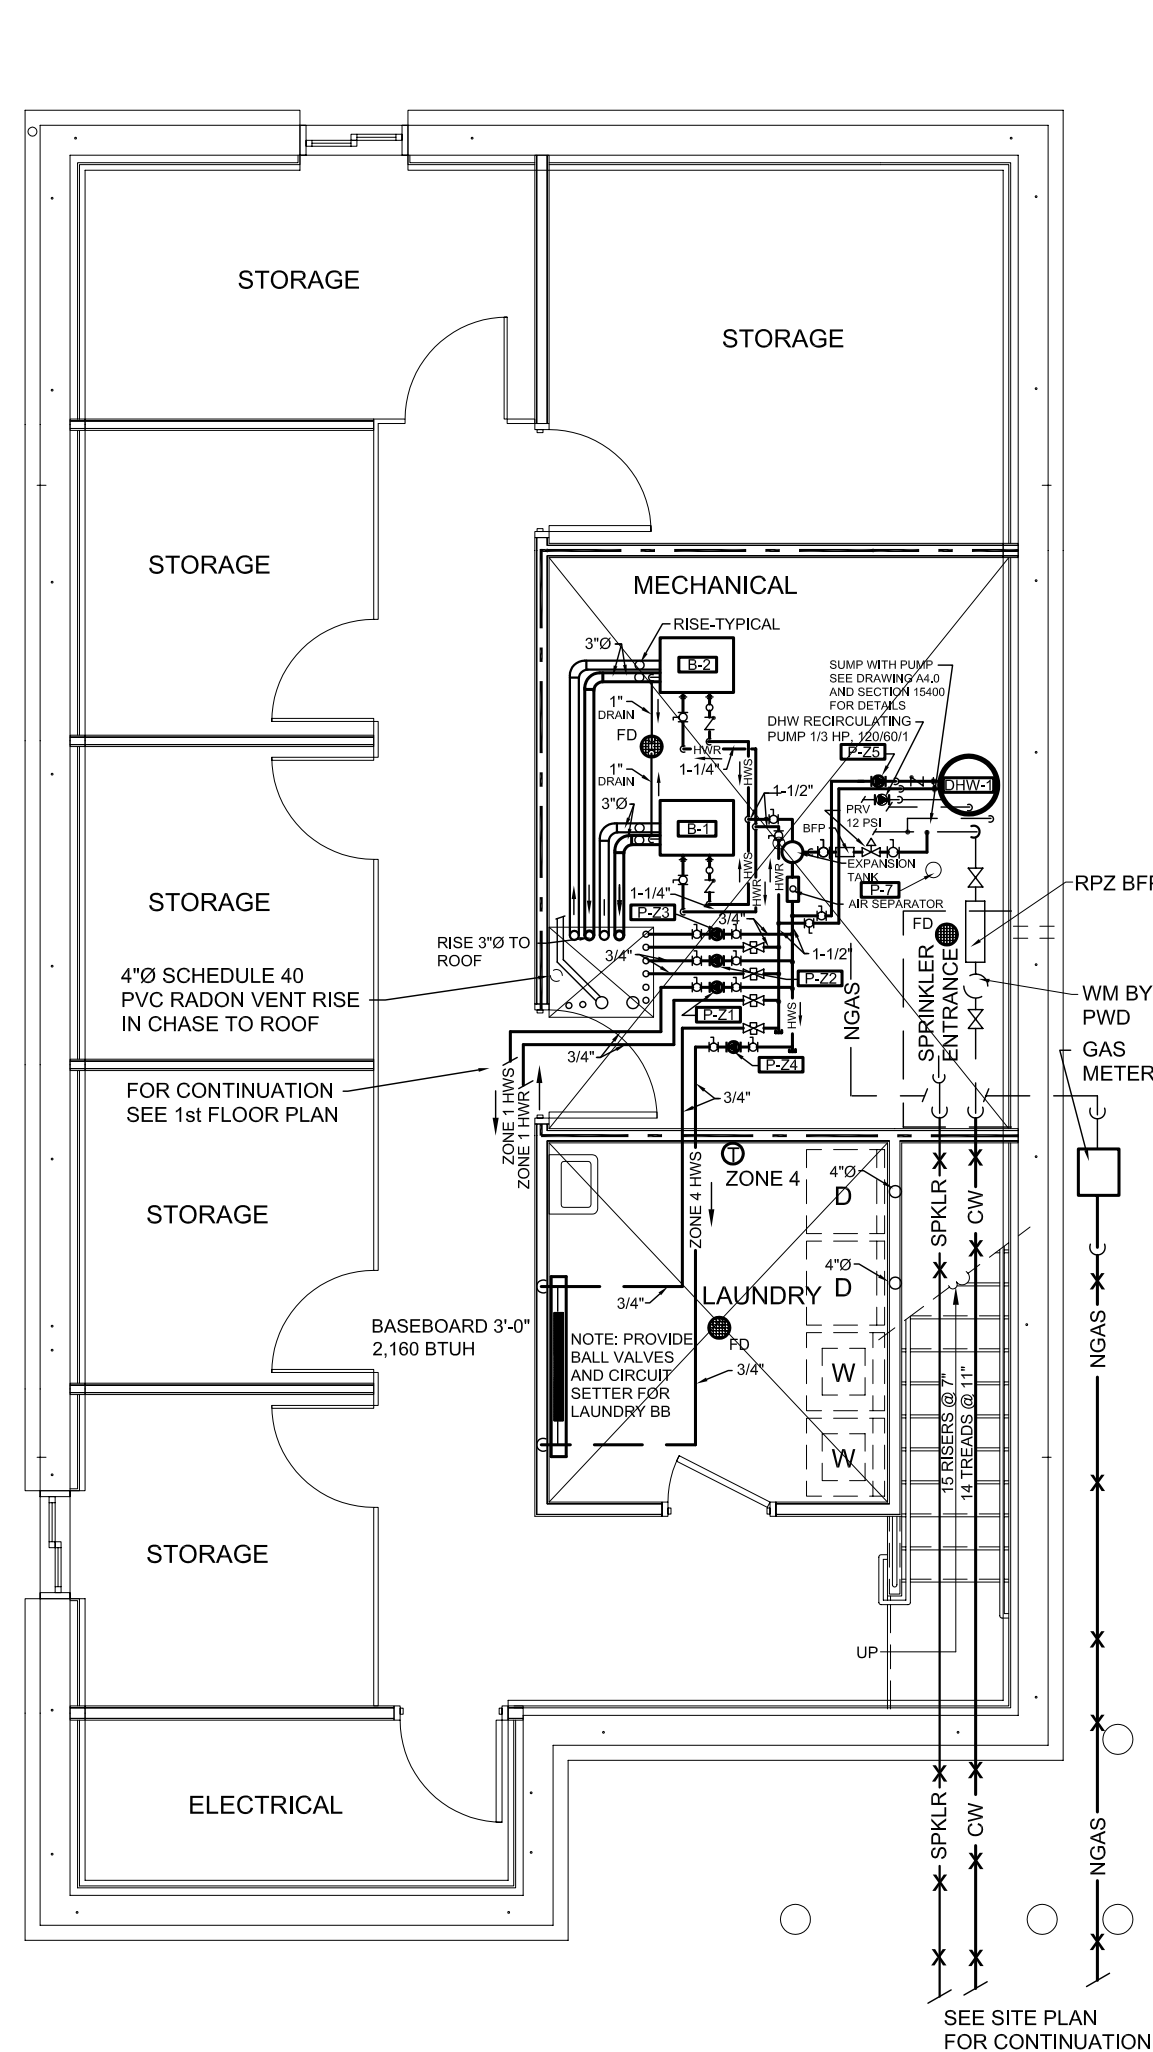 STORAGE
STORAGE
STORAGE
MECHANICAL
RISE-TYPICAL
3"Ø
B-2
SUMP WITH PUMP
SEE DRAWING A4.0
AND SECTION 15400
FOR DETAILS
1"
DRAIN
DHW RECIRCULATING
PUMP 1/3 HP, 120/60/1
FD
HWR
1-1/4"
HWS
P-Z5
1"
DRAIN
DHW-1
1-1/2"
3"Ø
PRV
12 PSI
B-1
BFP
HWS
HWR
HWR
EXPANSION
TANK
RPZ BFP
1-1/4"
P-7
STORAGE
P-Z3
AIR SEPARATOR
3/4"
FD
RISE 3"Ø TO
ROOF
3/4"
1-1/2"
4"Ø SCHEDULE 40
PVC RADON VENT RISE
IN CHASE TO ROOF
P-Z2
NGAS
SPRINKLER
ENTRANCE
WM BY
PWD
P-Z1
HWS
GAS
METER
3/4"
P-Z4
FOR CONTINUATION
SEE 1st FLOOR PLAN
3/4"
ZONE 1 HWS
ZONE 1 HWR
T
ZONE 4
ZONE 4 HWS
4"Ø
D
SPKLR
CW
STORAGE
4"Ø
D
LAUNDRY
3/4"
BASEBOARD 3'-0"
2,160 BTUH
NOTE: PROVIDE
BALL VALVES
AND CIRCUIT
SETTER FOR
LAUNDRY BB
FD
3/4"
W
NGAS
15 RISERS @ 7"
14 TREADS @ 11"
W
STORAGE
UP
ELECTRICAL
SPKLR
CW
NGAS
SEE SITE PLAN
FOR CONTINUATION